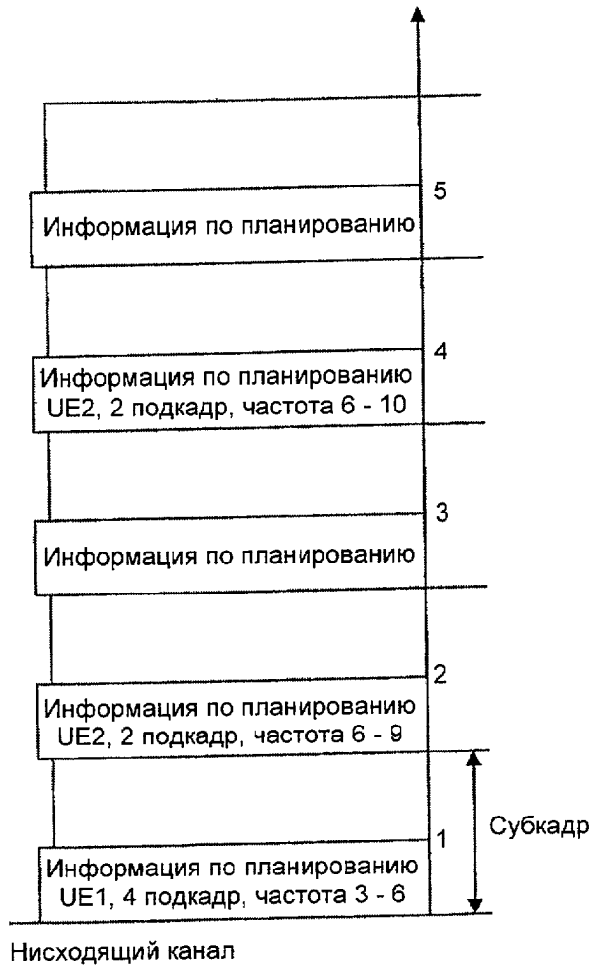 5
Информация по планированию
4
Информация по планированию
UE2, 2 подкадр, частота 6 - 10
3
Информация по планированию
2
Информация по планированию
UE2, 2 подкадр, частота 6 - 9
1
Субкадр
Информация по планированию
UE1, 4 подкадр, частота 3 - 6
Нисходящий канал